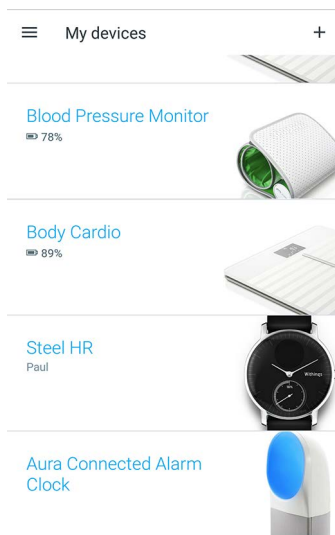 My devices
Blood Pressure Monitor
78%
Body Cardio
89%
Steel HR
Paul
Withings
Aura Connected Alarm
Clock